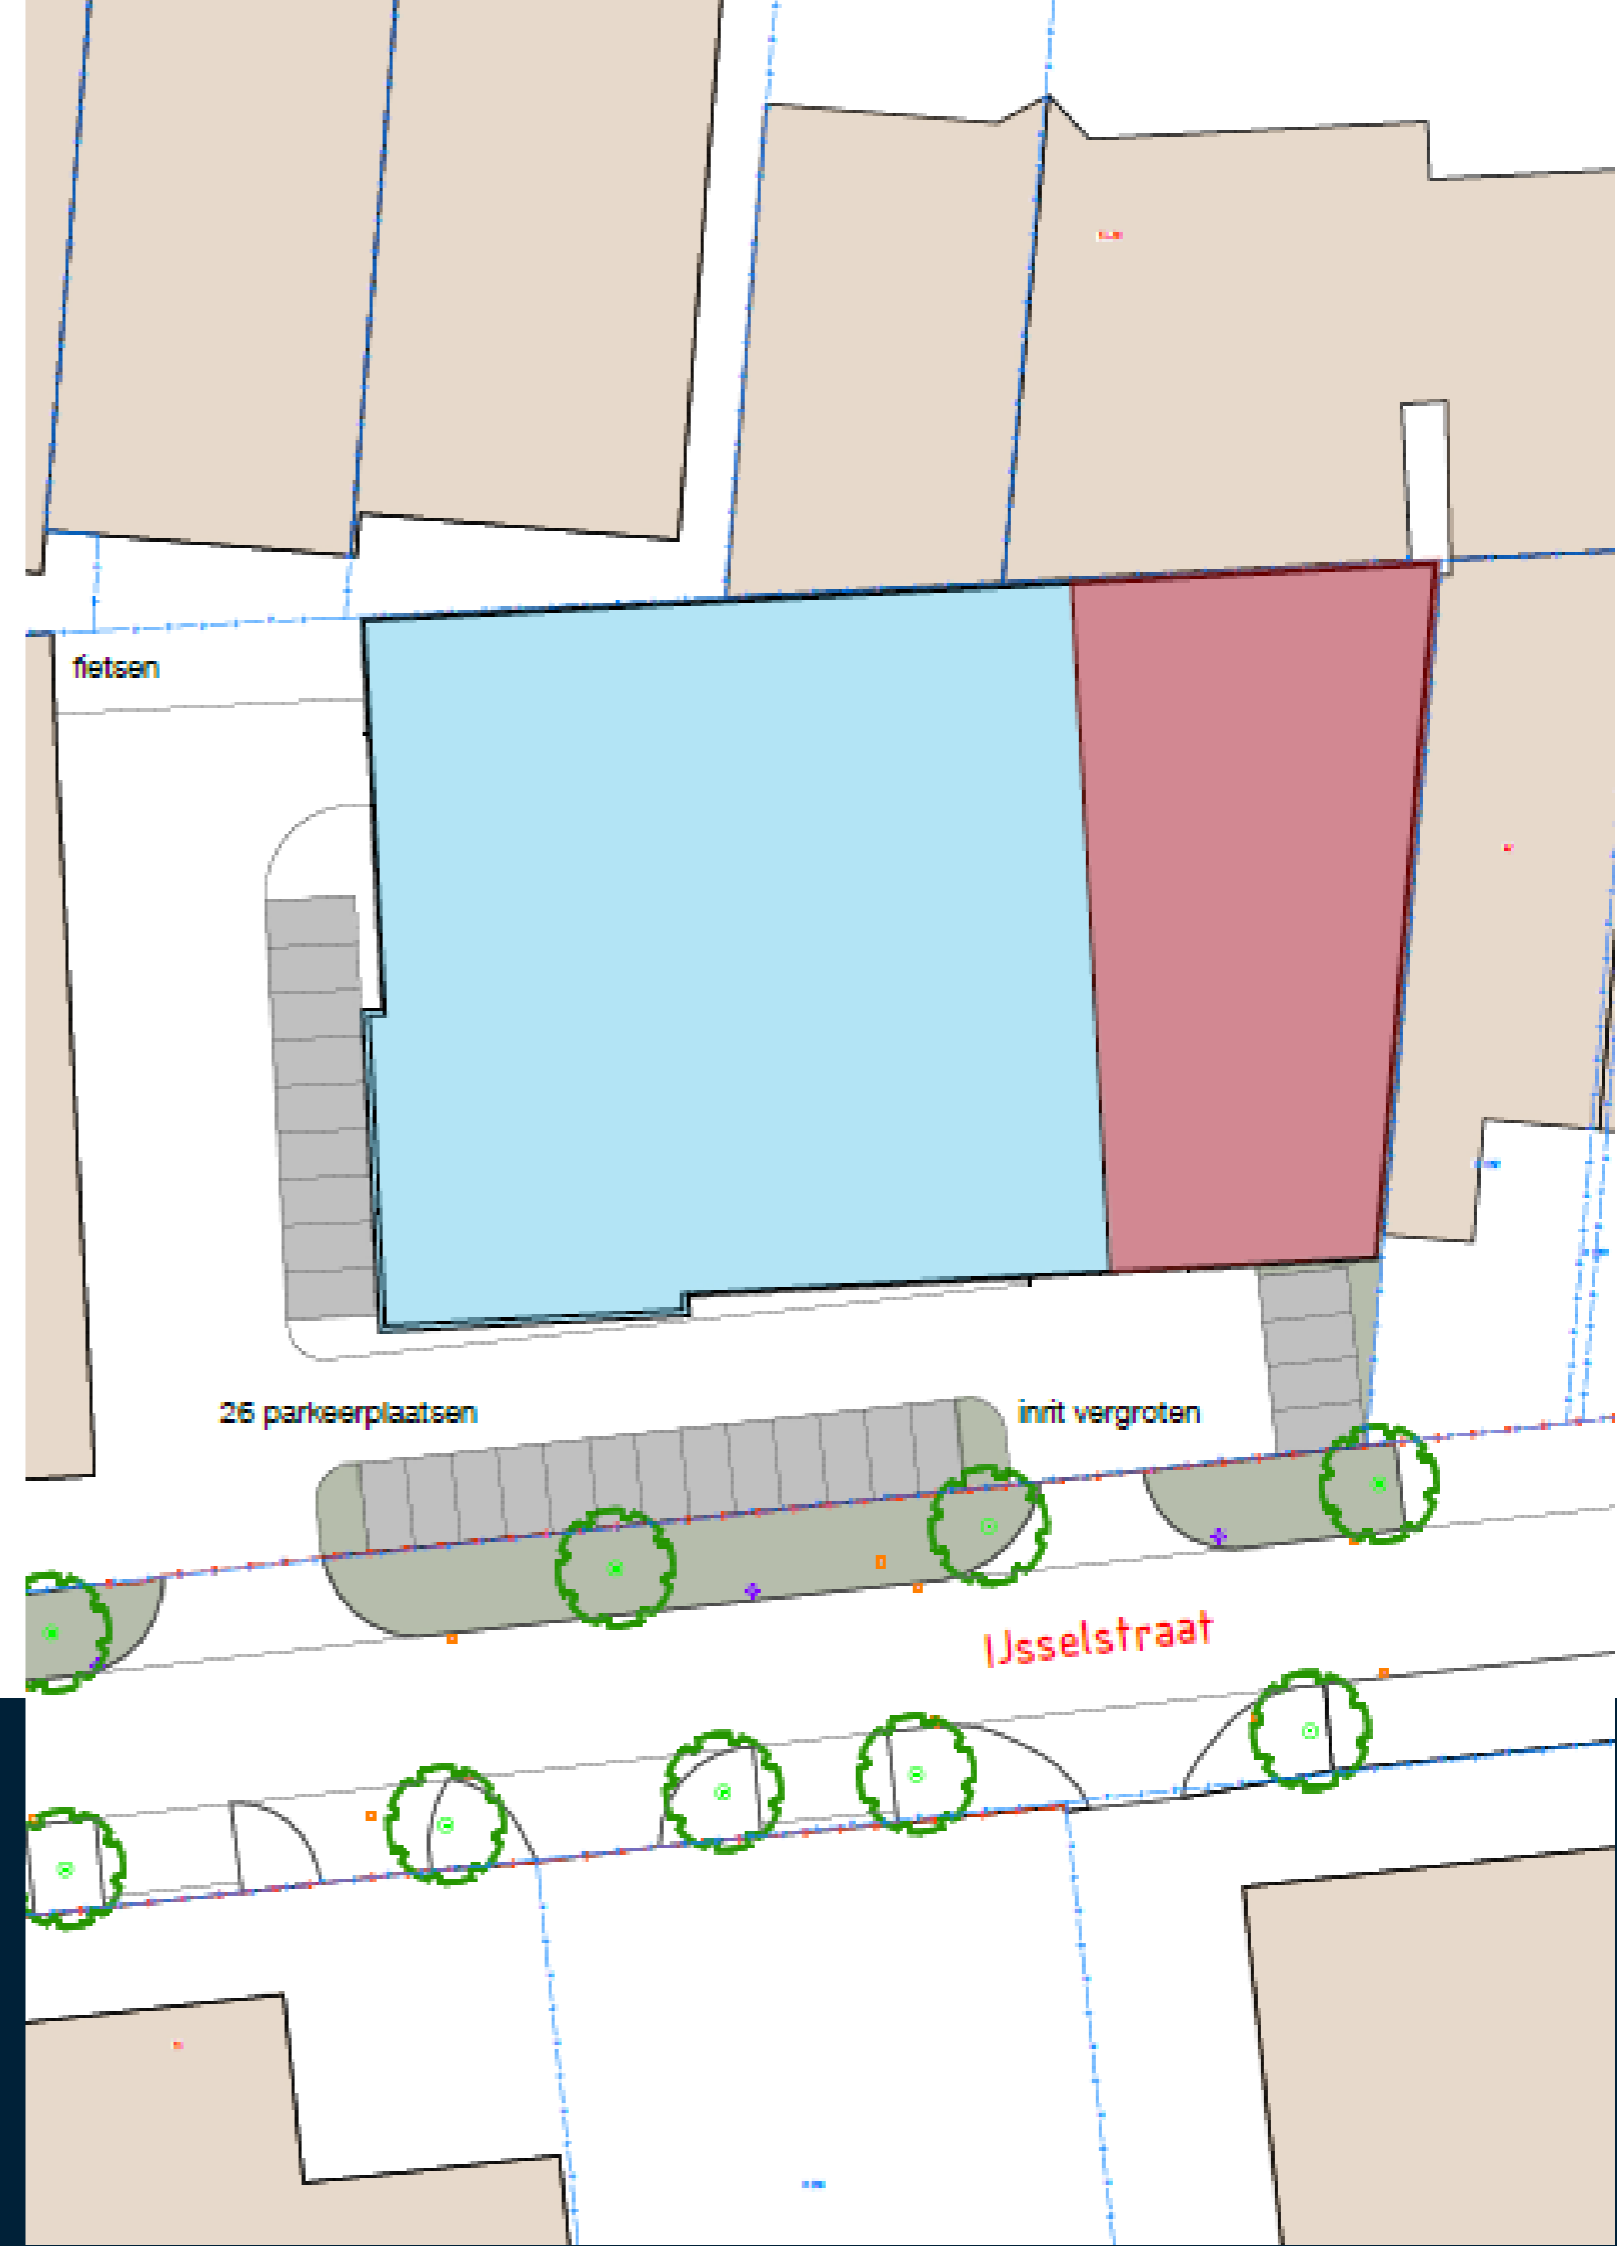 fietsen
26 parkeerplaatsen
inrit vergroten
IJsselstraat